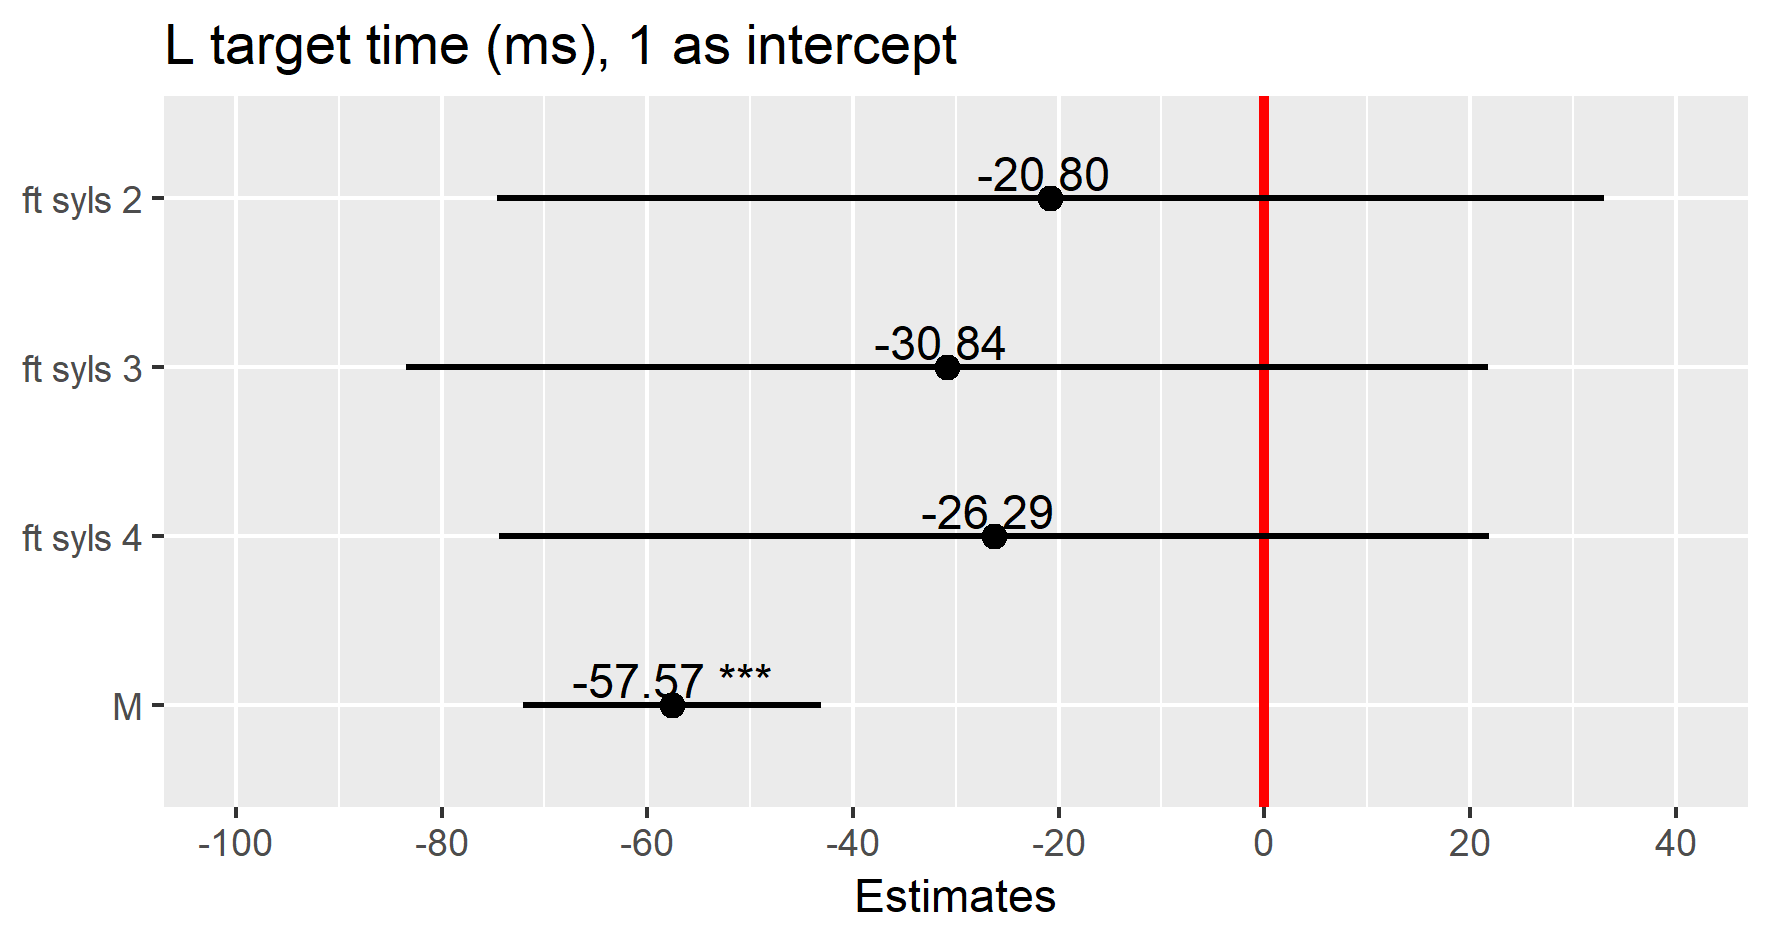 L target time (ms), 1 as intercept
ft syls 2
-20.80
ft syls 3
-30.84
ft syls 4
-26.29
M
-57.57 ***
-100 -80 -60 -40 -20 0 20 40
Estimates